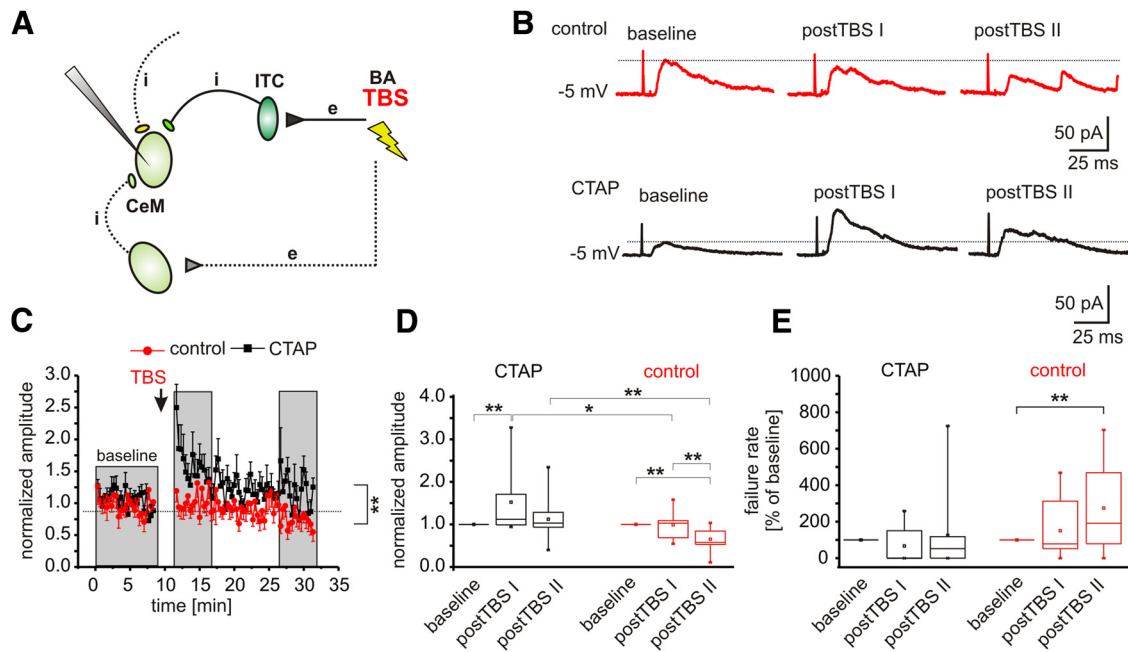 A
i
i
ITC
BA
TBS
e
CeM
i
e
B
control
baseline
postTBS I
postTBS II
-5 mV
50 pA
25 ms
CTAP
baseline
postTBS I
postTBS II
-5 mV
50 pA
25 ms
C
control
CTAP
TBS
baseline
**
normalized amplitude
3.0
2.5
2.0
1.5
1.0
0.5
0.0
0 5 10 15 20 25 30 35
time [min]
D
CTAP
control
normalized amplitude
4.0
3.0
2.0
1.0
0.0
**
*
**
**
**
**
baseline
postTBS I
postTBS II
baseline
postTBS I
postTBS II
E
CTAP
control
failure rate
[% of baseline]
1000
800
600
400
200
100
0
**
baseline
postTBS I
postTBS II
baseline
postTBS I
postTBS II